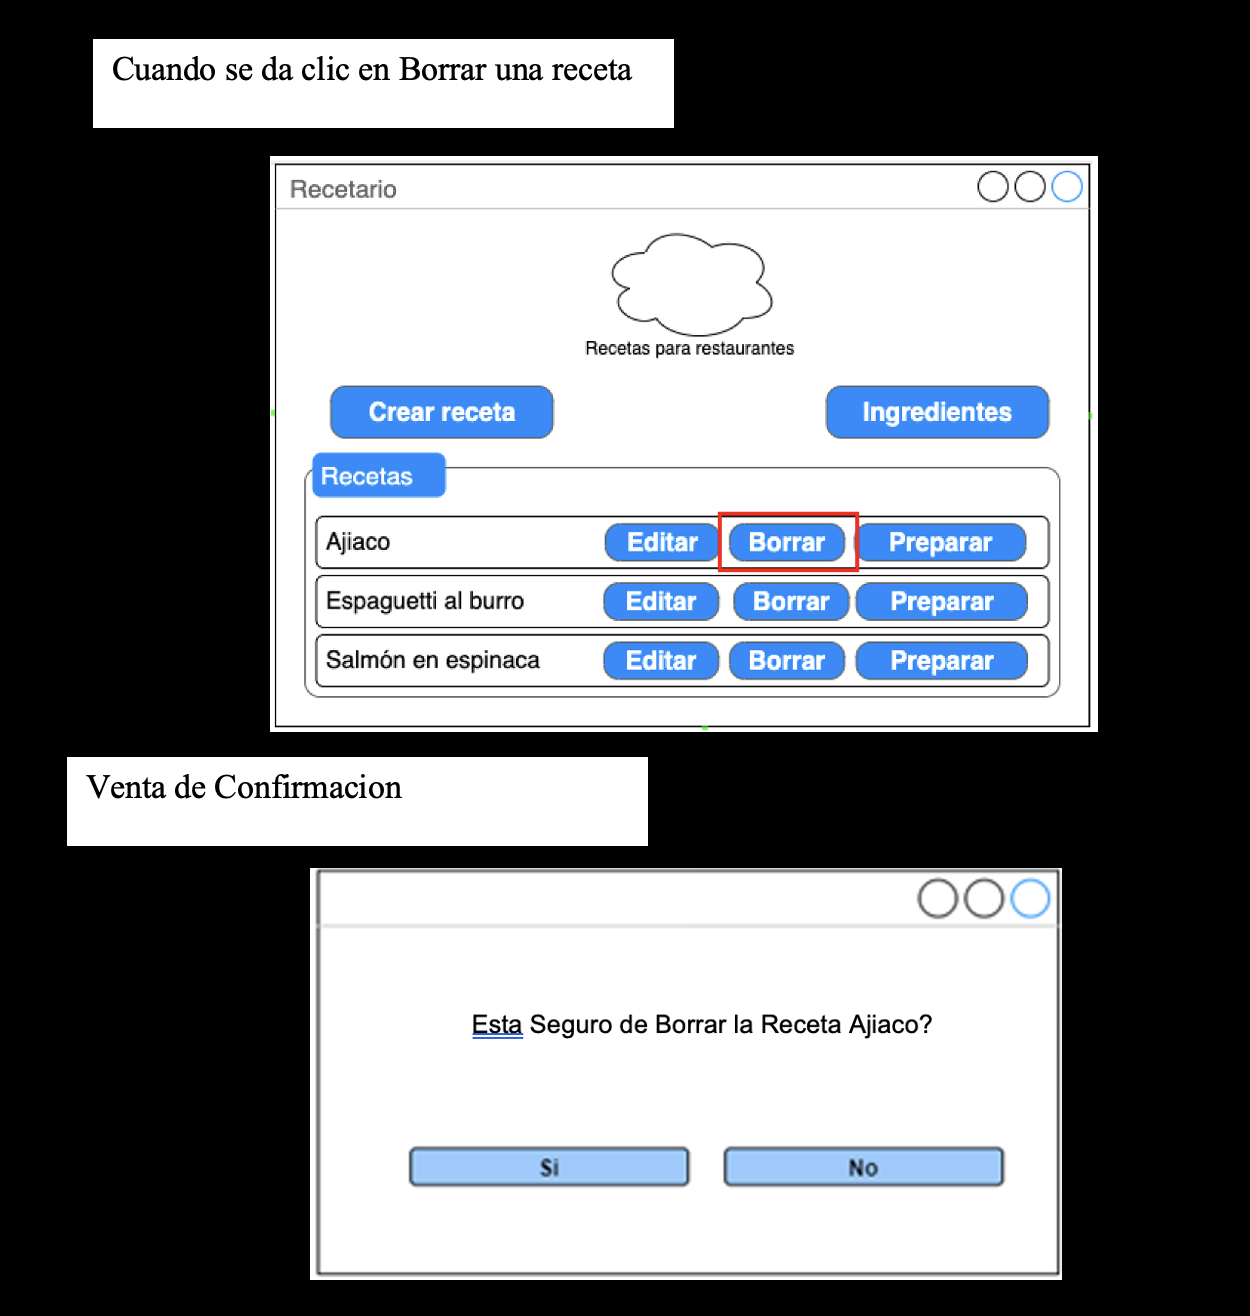 Cuando se da clic en Borrar una receta
Recetario
Recetas para restaurantes
Crear receta
Ingredientes
Recetas
Ajiaco Editar Borrar Preparar
Espaguetti al burro Editar Borrar Preparar
Salmón en espinaca Editar Borrar Preparar
Venta de Confirmacion
Esta Seguro de Borrar la Receta Ajiaco?
Si No